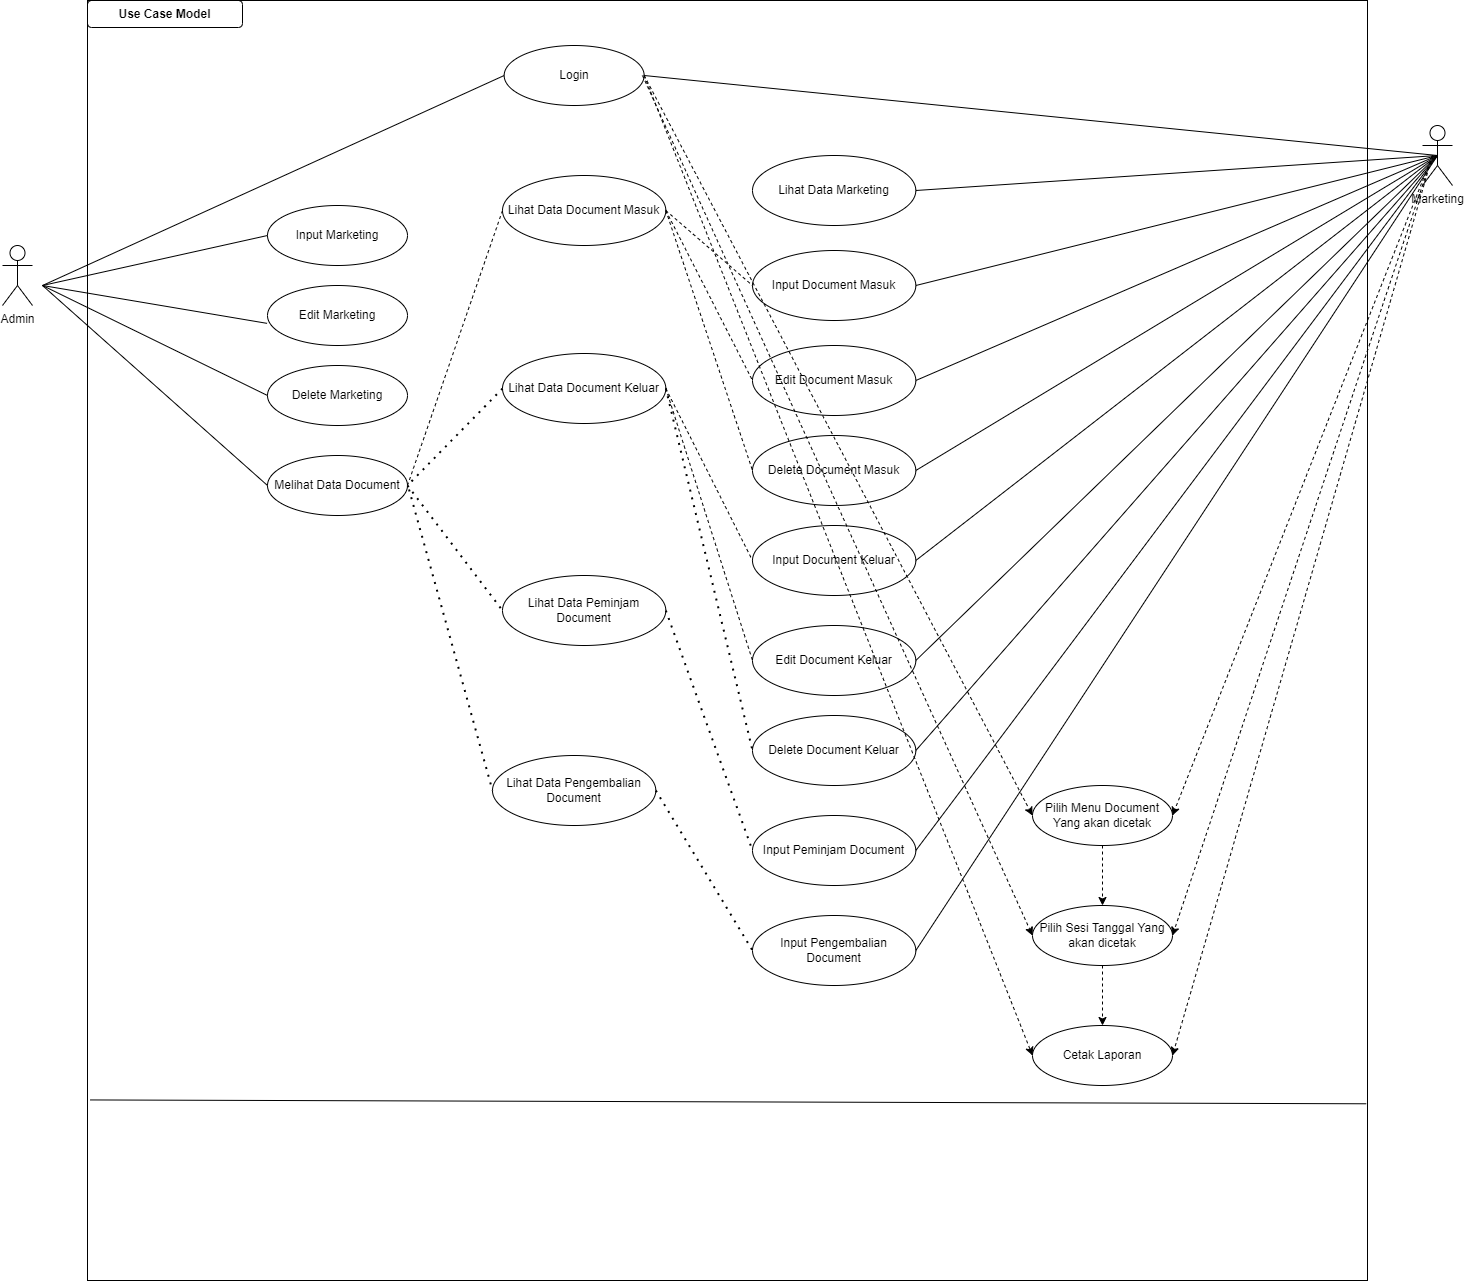 Use Case Model
Login
Lihat Data Marketing
Marketing
Lihat Data Document Masuk
Input Marketing
Input Document Masuk
Admin
Edit Marketing
Edit Document Masuk
Lihat Data Document Keluar
Delete Marketing
Delete Document Masuk
Melihat Data Document
Input Document Keluar
Lihat Data Peminjam
Document
Edit Document Keluar
Delete Document Keluar
Lihat Data Pengembalian
Document
Pilih Menu Document
Yang akan dicetak
Input Peminjam Document
Pilih Sesi Tanggal Yang
akan dicetak
Input Pengembalian
Document
Cetak Laporan